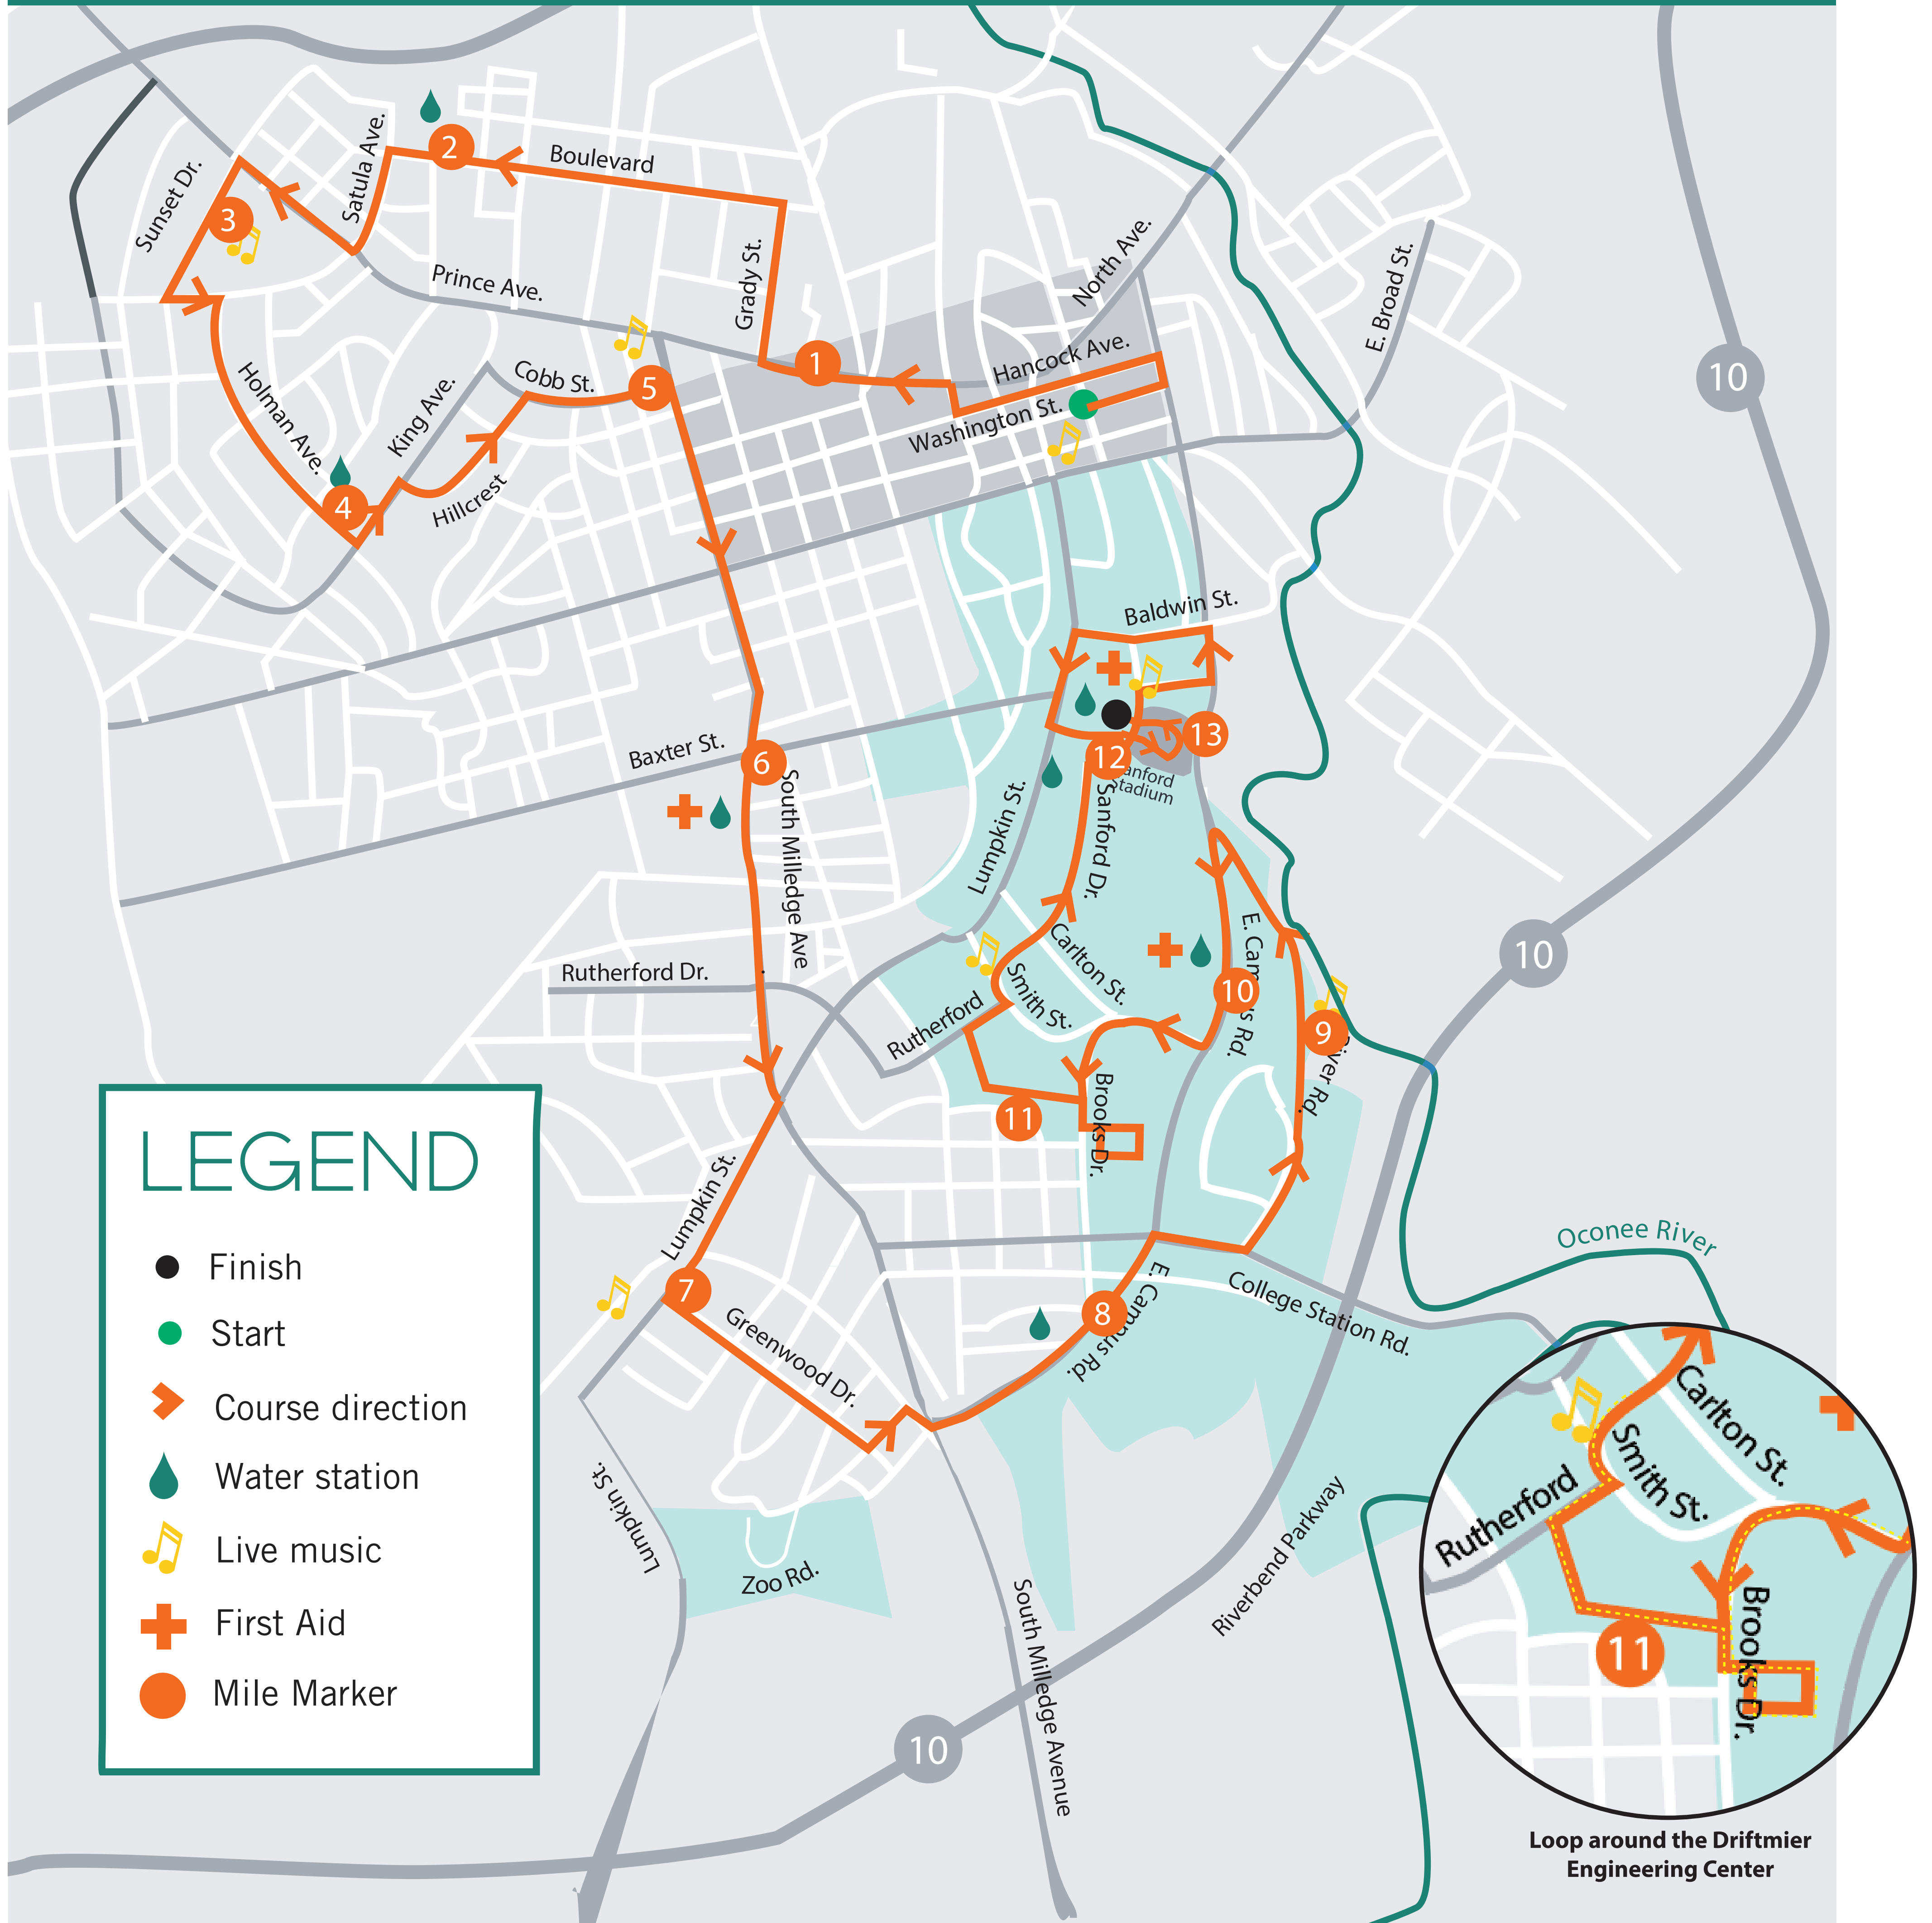 Boulevard
2
Satula Ave.
Sunset Dr.
3
Prince Ave.
Grady St.
North Ave.
E. Broad St.
Hancock Ave.
1
Washington St.
Cobb St.
5
King Ave.
Holman Ave.
Hillcrest
4
10
Baldwin St.
13
12
anford
Stadium
Baxter St.
6
South Milledge Ave
Lumpkin St.
Sanford Dr.
Carlton St.
E. Cam s Rd.
10
10
Rutherford Dr.
Rutherford
Smith St.
9
River Rd.
Brooks Dr.
11
Lumpkin St.
7
Greenwood Dr.
8
E. Campus Rd.
College Station Rd.
Oconee River
Lumpkin St.
Zoo Rd.
Riverbend Parkway
South Milledge Avenue
10
LEGEND
Finish
Start
Course direction
Water station
Live music
First Aid
Mile Marker
Carlton St.
Smith St.
Rutherford
11
Brooks Dr.
Loop around the Driftmier
Engineering Center